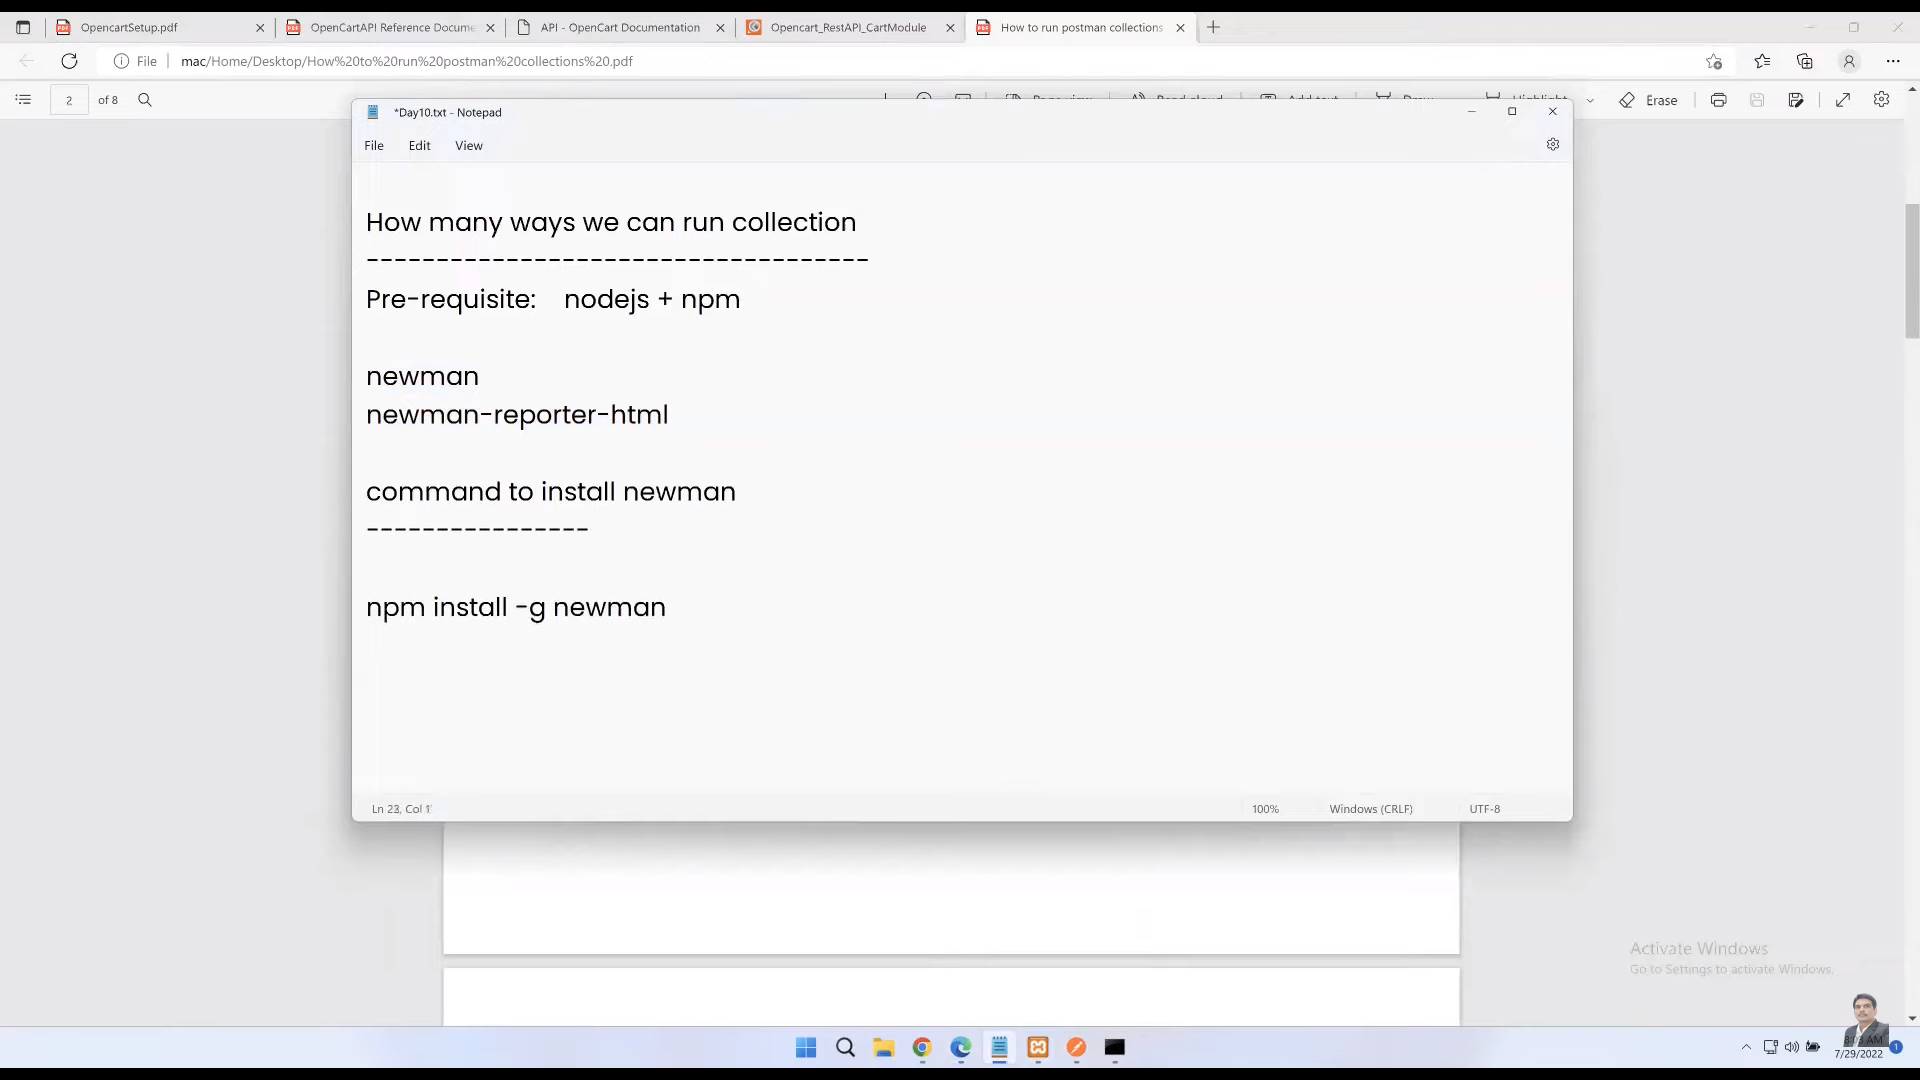 OpencartSetup.pdf
OpenCartAPI Reference Docume
API - OpenCart Documentation
Opencart_RestAPI_CartModule
How to run postman collections
File
mac/Home/Desktop/How%20to%20run%20postman%20collections%20.pdf
2
of 8
Erase
*Day10.txt - Notepad
File
Edit
View
How many ways we can run collection
------------------------------------
Pre-requisite: nodejs + npm
newman
newman-reporter-html
command to install newman
----------------
npm install -g newman
Ln 23, Col 1
100%
Windows (CRLF)
UTF-8
Activate Windows
Go to Settings to activate Windows.
AM
7/29/2022
1